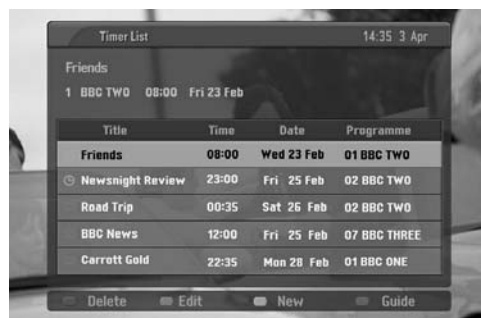 Timer List 14:35 3 Apr
Friends
1 BBC TWO 08:00 Fri 23 Feb
Title Time Date Programme
Friends 08:00 Wed 23 Feb 01 BBC TWO
Newsnight Review 23:00 Fri 25 Feb 02 BBC TWO
Road Trip 00:35 Sat 26 Feb 02 BBC TWO
BBC News 12:00 Fri 25 Feb 07 BBC THREE
Carrott Gold 22:35 Mon 28 Feb 01 BBC ONE
Delete Edit New Guide